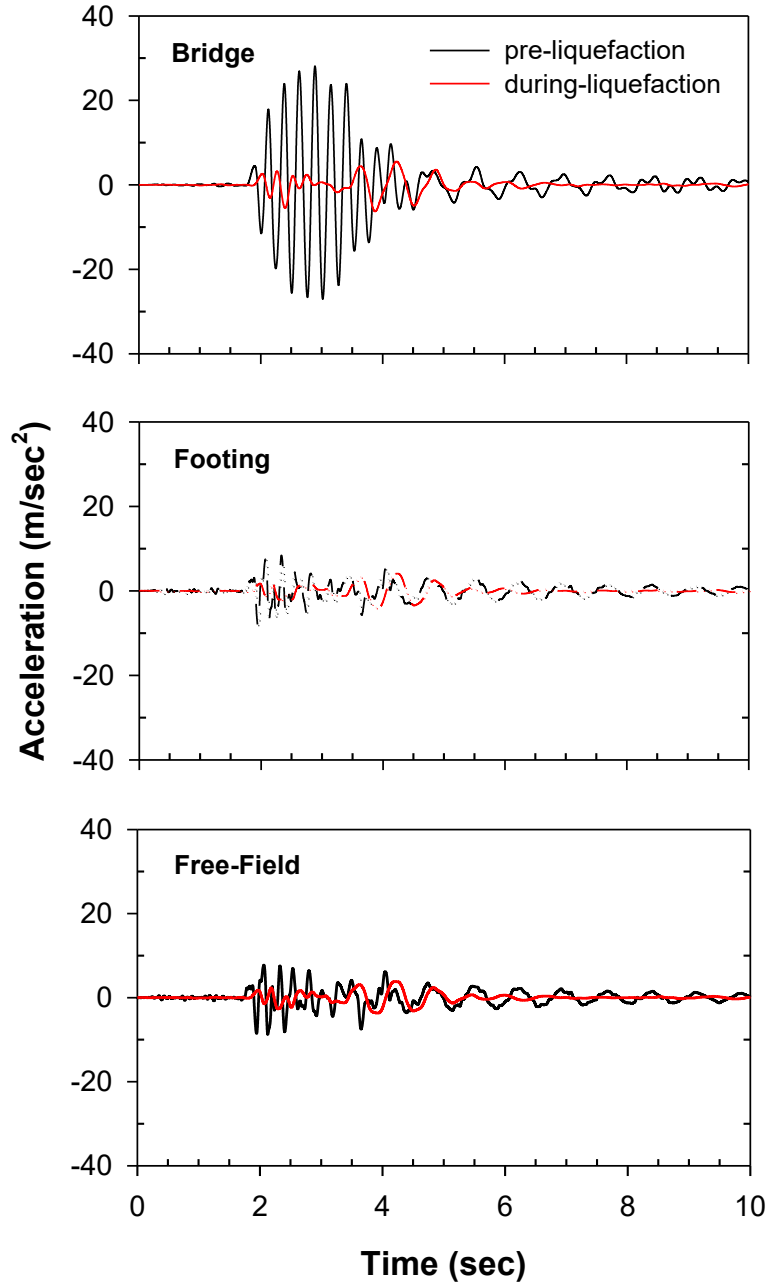 40
Bridge
pre-liquefaction
during-liquefaction
20
0
-20
-40
40
Footing
20
0
-20
-40
Acceleration (m/sec²)
40
Free-Field
20
0
-20
-40
0 2 4 6 8 10
Time (sec)